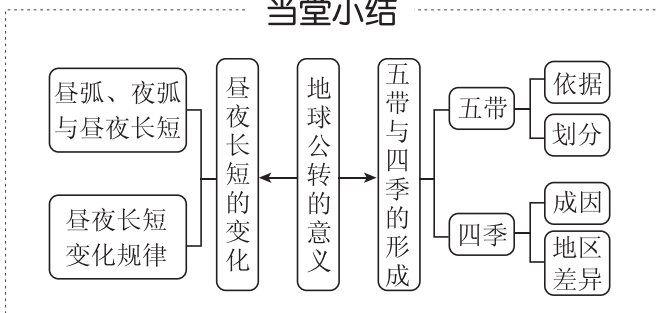 当堂小结
昼弧、夜弧
与昼夜长短
昼夜长短
变化规律
昼夜长短的变化
地球公转的意义
五带与四季的形成
五带
依据
划分
四季
成因
地区
差异